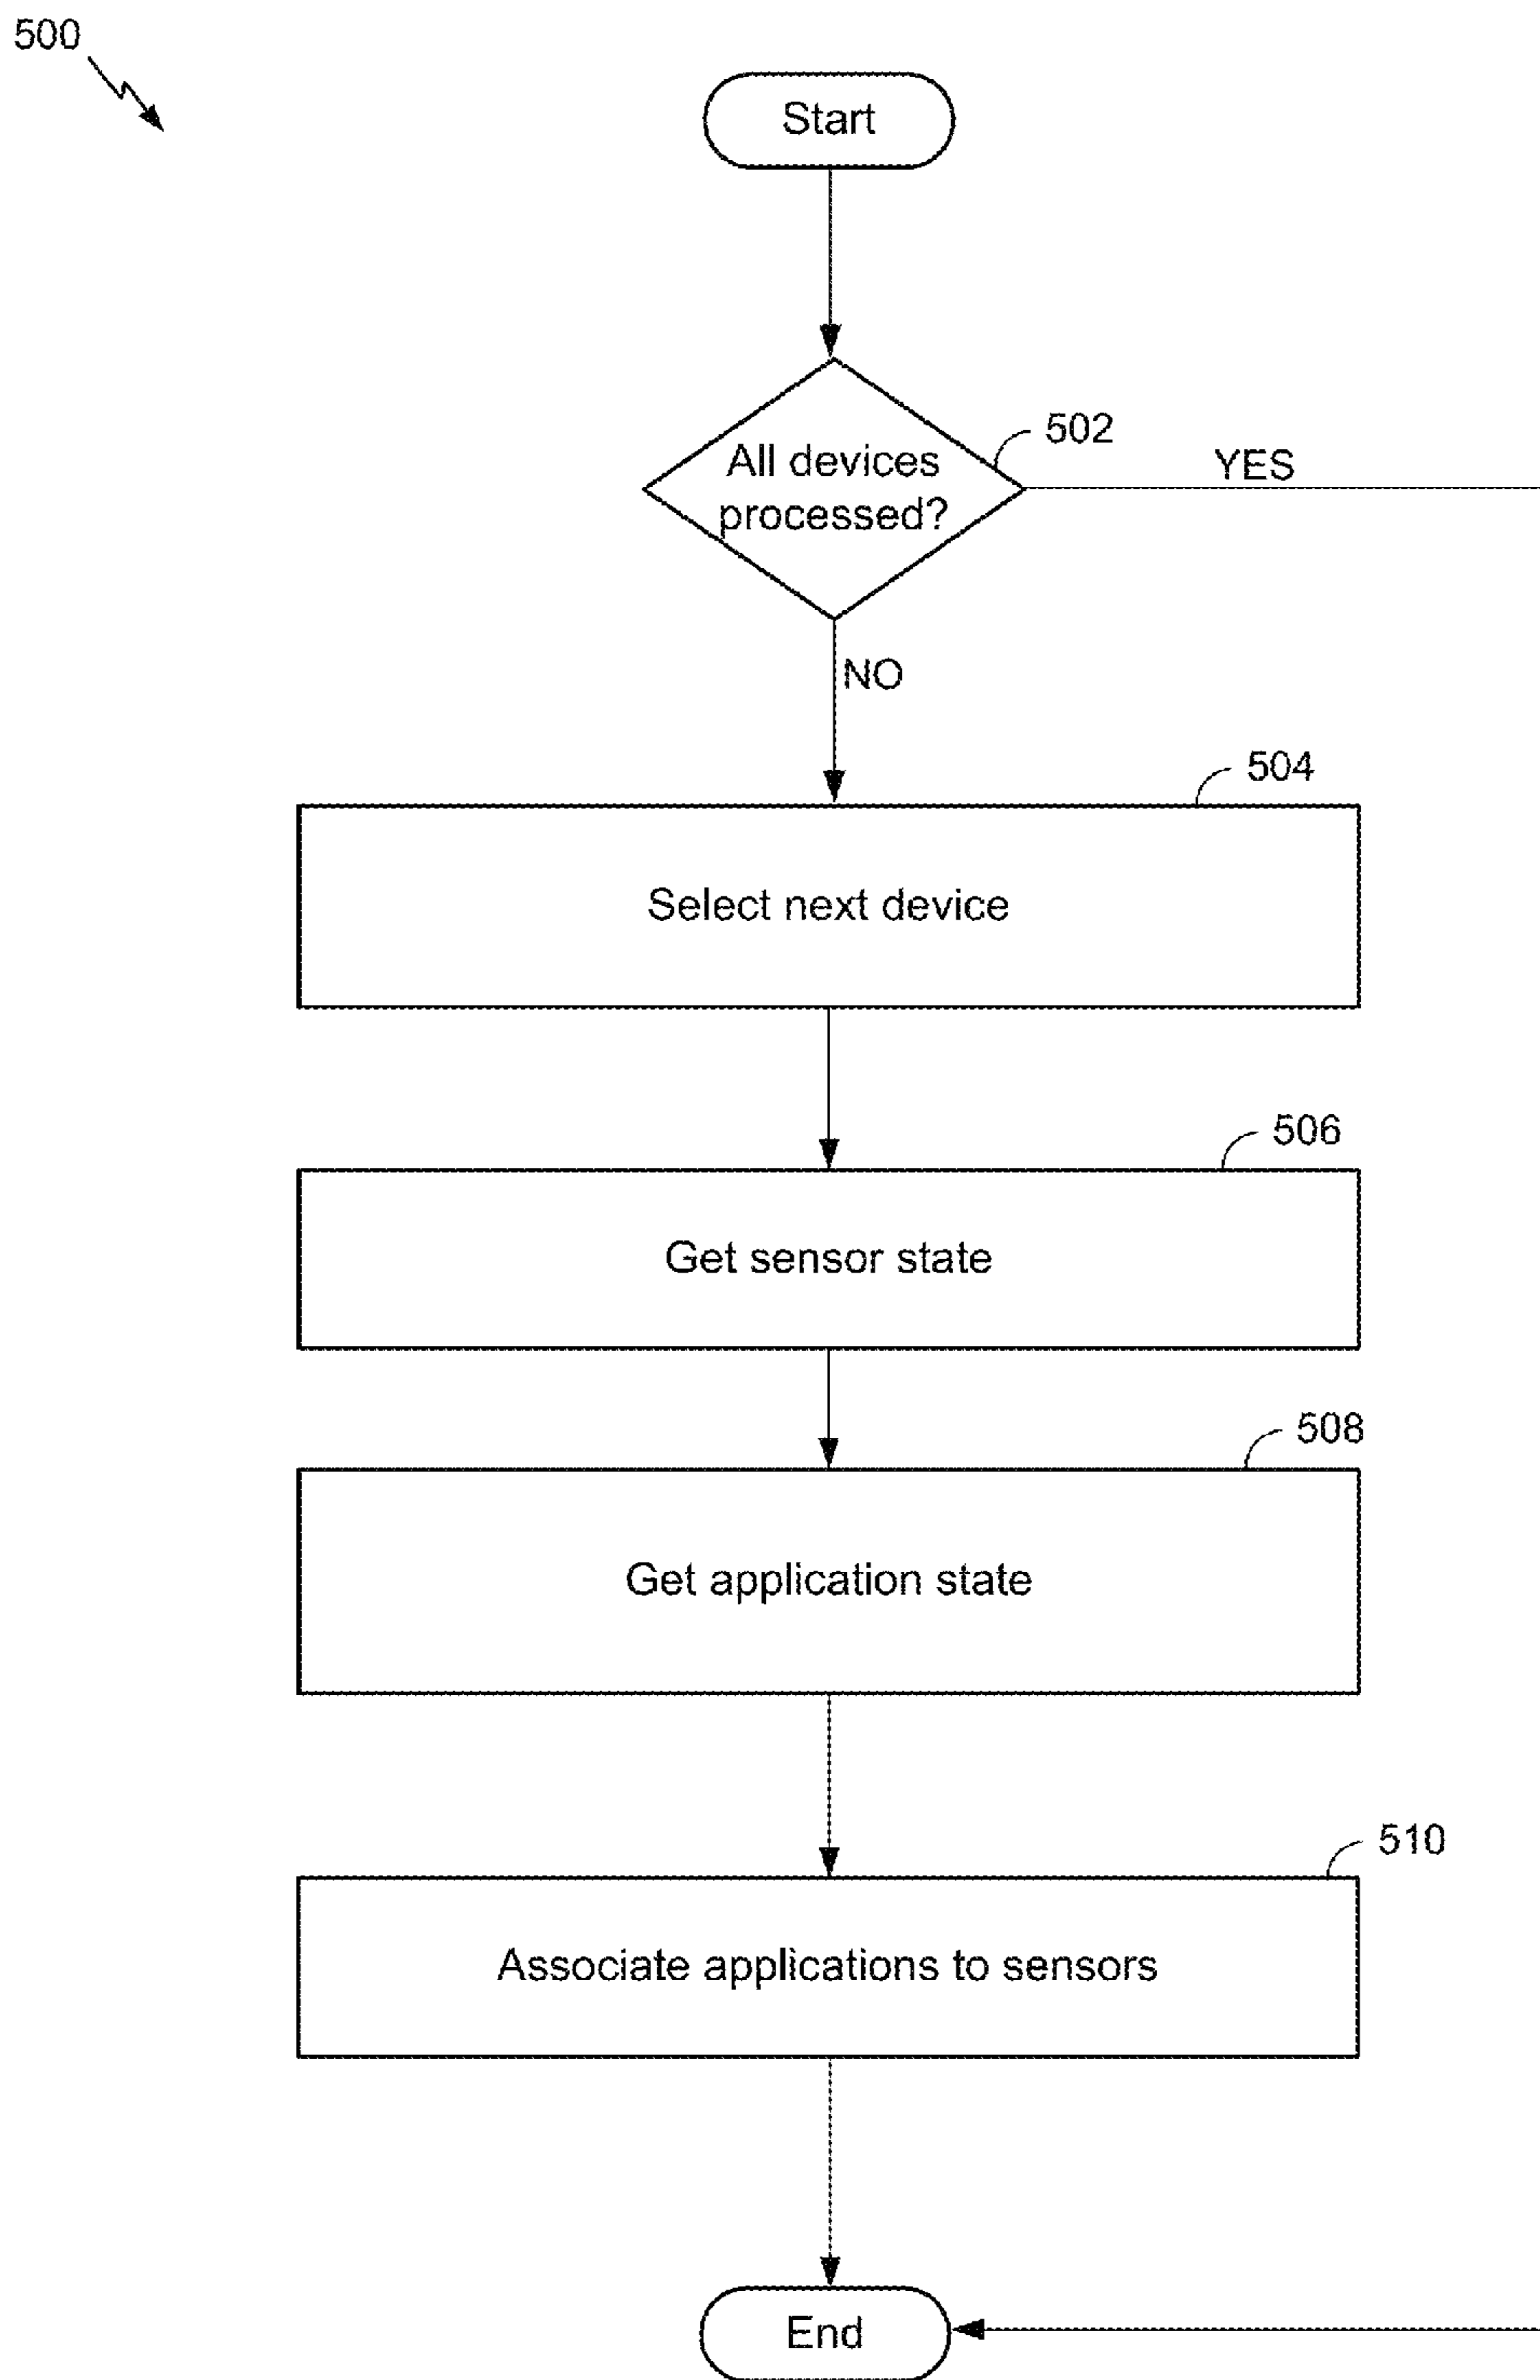 500
Start
502
All devices
processed?
YES
NO
504
Select next device
506
Get sensor state
508
Get application state
510
Associate applications to sensors
End